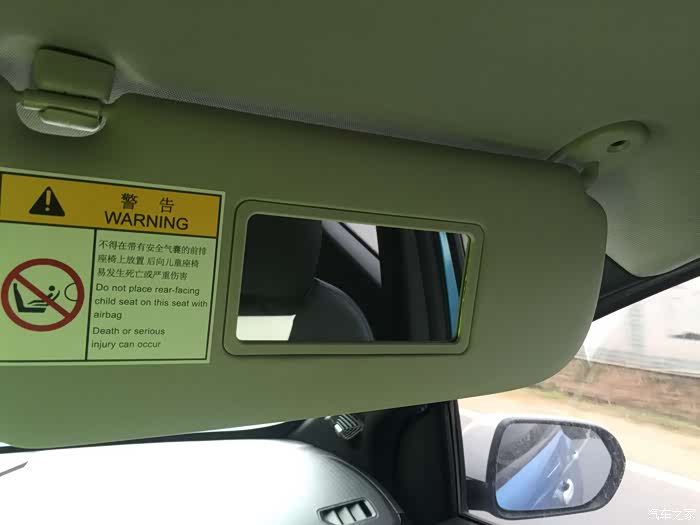 警 告
WARNING
不得在带有安全气囊的前排
座椅上放置 后向儿童座椅
易发生死亡或严重伤害
Do not place rear-facing
child seat on this seat with
airbag
Death or serious
injury can occur
汽车之家